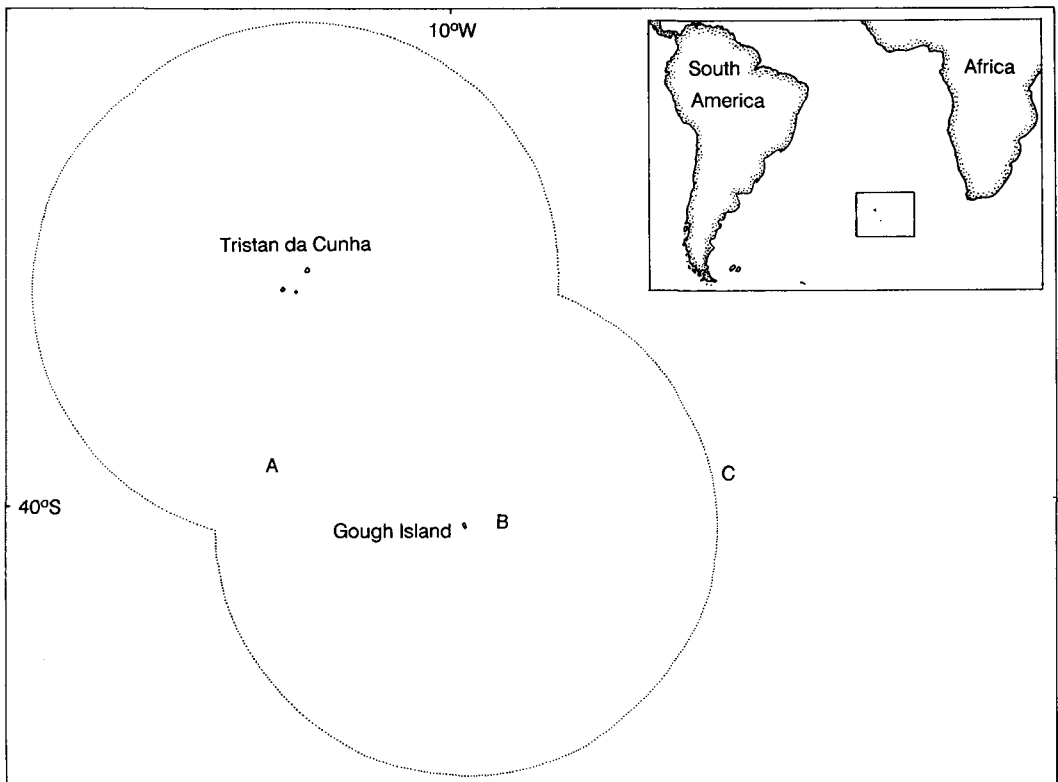 10ºW
South
America
Africa
Tristan da Cunha
A
C
40ºS
Gough Island
B